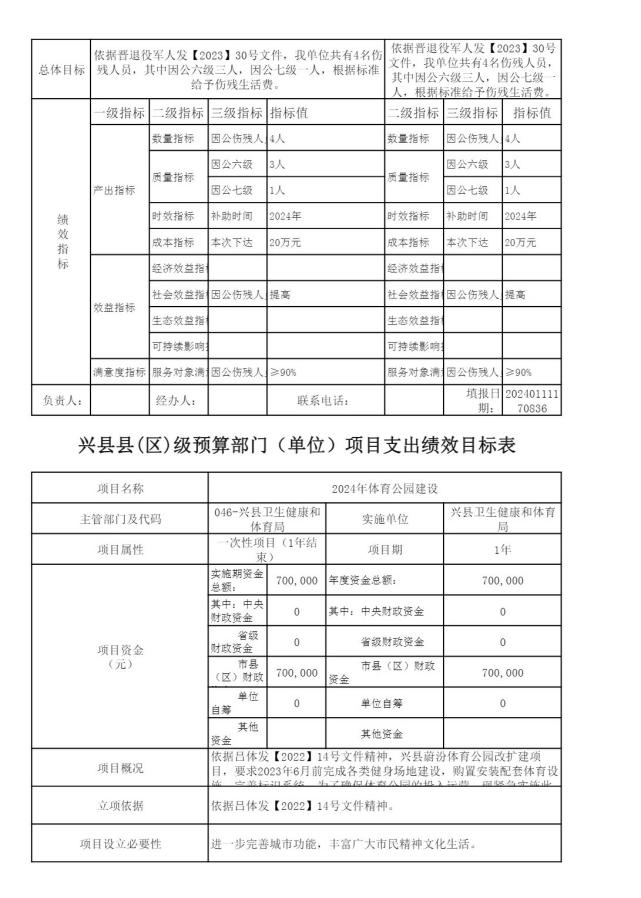 总体目标
依据晋退役军人发【2023】30号文件，我单位共有4名伤
残人员，其中因公六级三人，因公七级一人，根据标准
给予伤残生活费。
依据晋退役军人发【2023】30号
文件，我单位共有4名伤残人员，
其中因公六级三人，因公七级一
人，根据标准给予伤残生活费。
绩效指标
一级指标 二级指标 三级指标 指标值 二级指标 三级指标 指标值
产出指标
数量指标 因公伤残人 4人 数量指标 因公伤残人 4人
质量指标 因公六级 3人 质量指标 因公六级 3人
因公七级 1人 因公七级 1人
时效指标 补助时间 2024年 时效指标 补助时间 2024年
成本指标 本次下达 20万元 成本指标 本次下达 20万元
效益指标
经济效益指 经济效益指
社会效益指 因公伤残人 提高 社会效益指 因公伤残人 提高
生态效益指 生态效益指
可持续影响 可持续影响
满意度指标 服务对象满 因公伤残人 ≥90% 服务对象满 因公伤残人 ≥90%
负责人： 经办人： 联系电话： 填报日
期：
202401111
70836
兴县县(区)级预算部门（单位）项目支出绩效目标表
项目名称 2024年体育公园建设
主管部门及代码 046-兴县卫生健康和
体育局
实施单位 兴县卫生健康和体育
局
项目属性 一次性项目（1年结
束）
项目期 1年
项目资金
（元）
实施期资金
总额：
700,000 年度资金总额： 700,000
其中：中央
财政资金
0 其中：中央财政资金 0
省级
财政资金
0 省级财政资金 0
市县
（区）财政
700,000 市县（区）财政
资金
700,000
单位
自筹
0 单位自筹 0
其他
资金
其他资金
项目概况
依据吕体发【2022】14号文件精神，兴县蔚汾体育公园改扩建项
目，要求2023年6月前完成各类健身场地建设，购置安装配套体育设
立项依据 依据吕体发【2022】14号文件精神。
项目设立必要性 进一步完善城市功能，丰富广大市民精神文化生活。